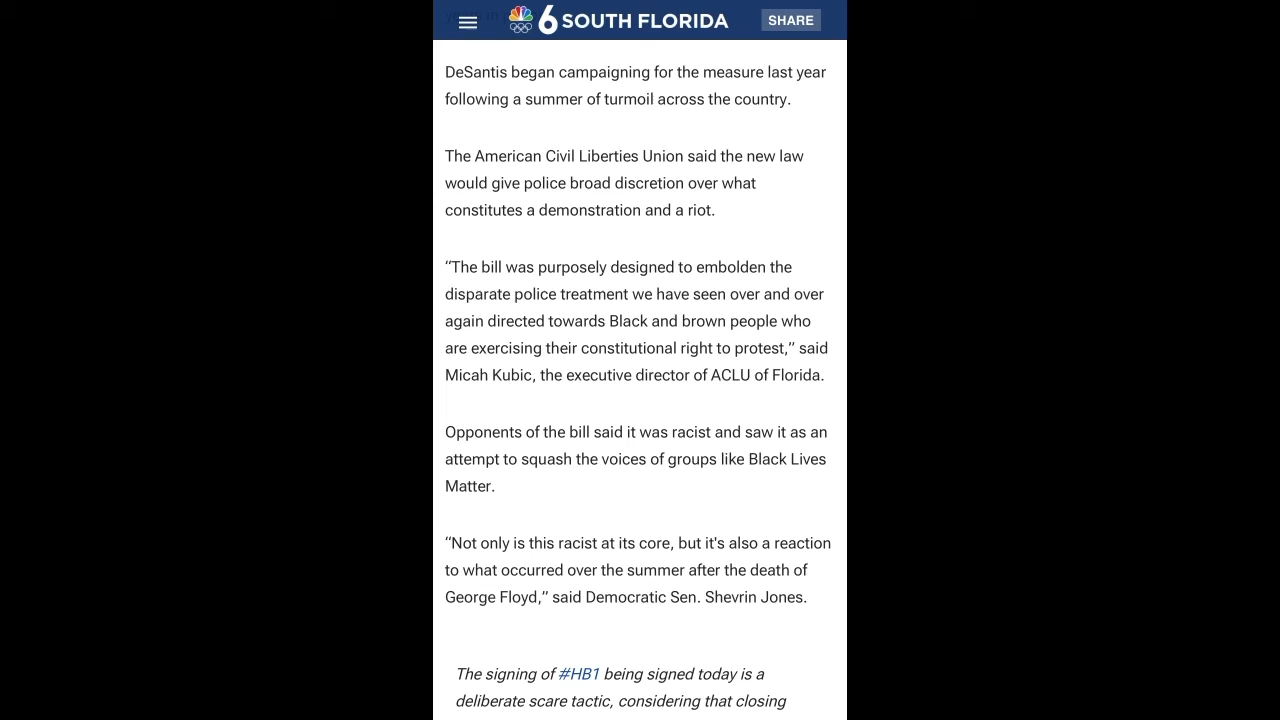 6 SOUTH FLORIDA SHARE
DeSantis began campaigning for the measure last year
following a summer of turmoil across the country.
The American Civil Liberties Union said the new law
would give police broad discretion over what
constitutes a demonstration and a riot.
“The bill was purposely designed to embolden the
disparate police treatment we have seen over and over
again directed towards Black and brown people who
are exercising their constitutional right to protest,” said
Micah Kubic, the executive director of ACLU of Florida.
Opponents of the bill said it was racist and saw it as an
attempt to squash the voices of groups like Black Lives
Matter.
“Not only is this racist at its core, but it's also a reaction
to what occurred over the summer after the death of
George Floyd,” said Democratic Sen. Shevrin Jones.
The signing of #HB1 being signed today is a
deliberate scare tactic, considering that closing